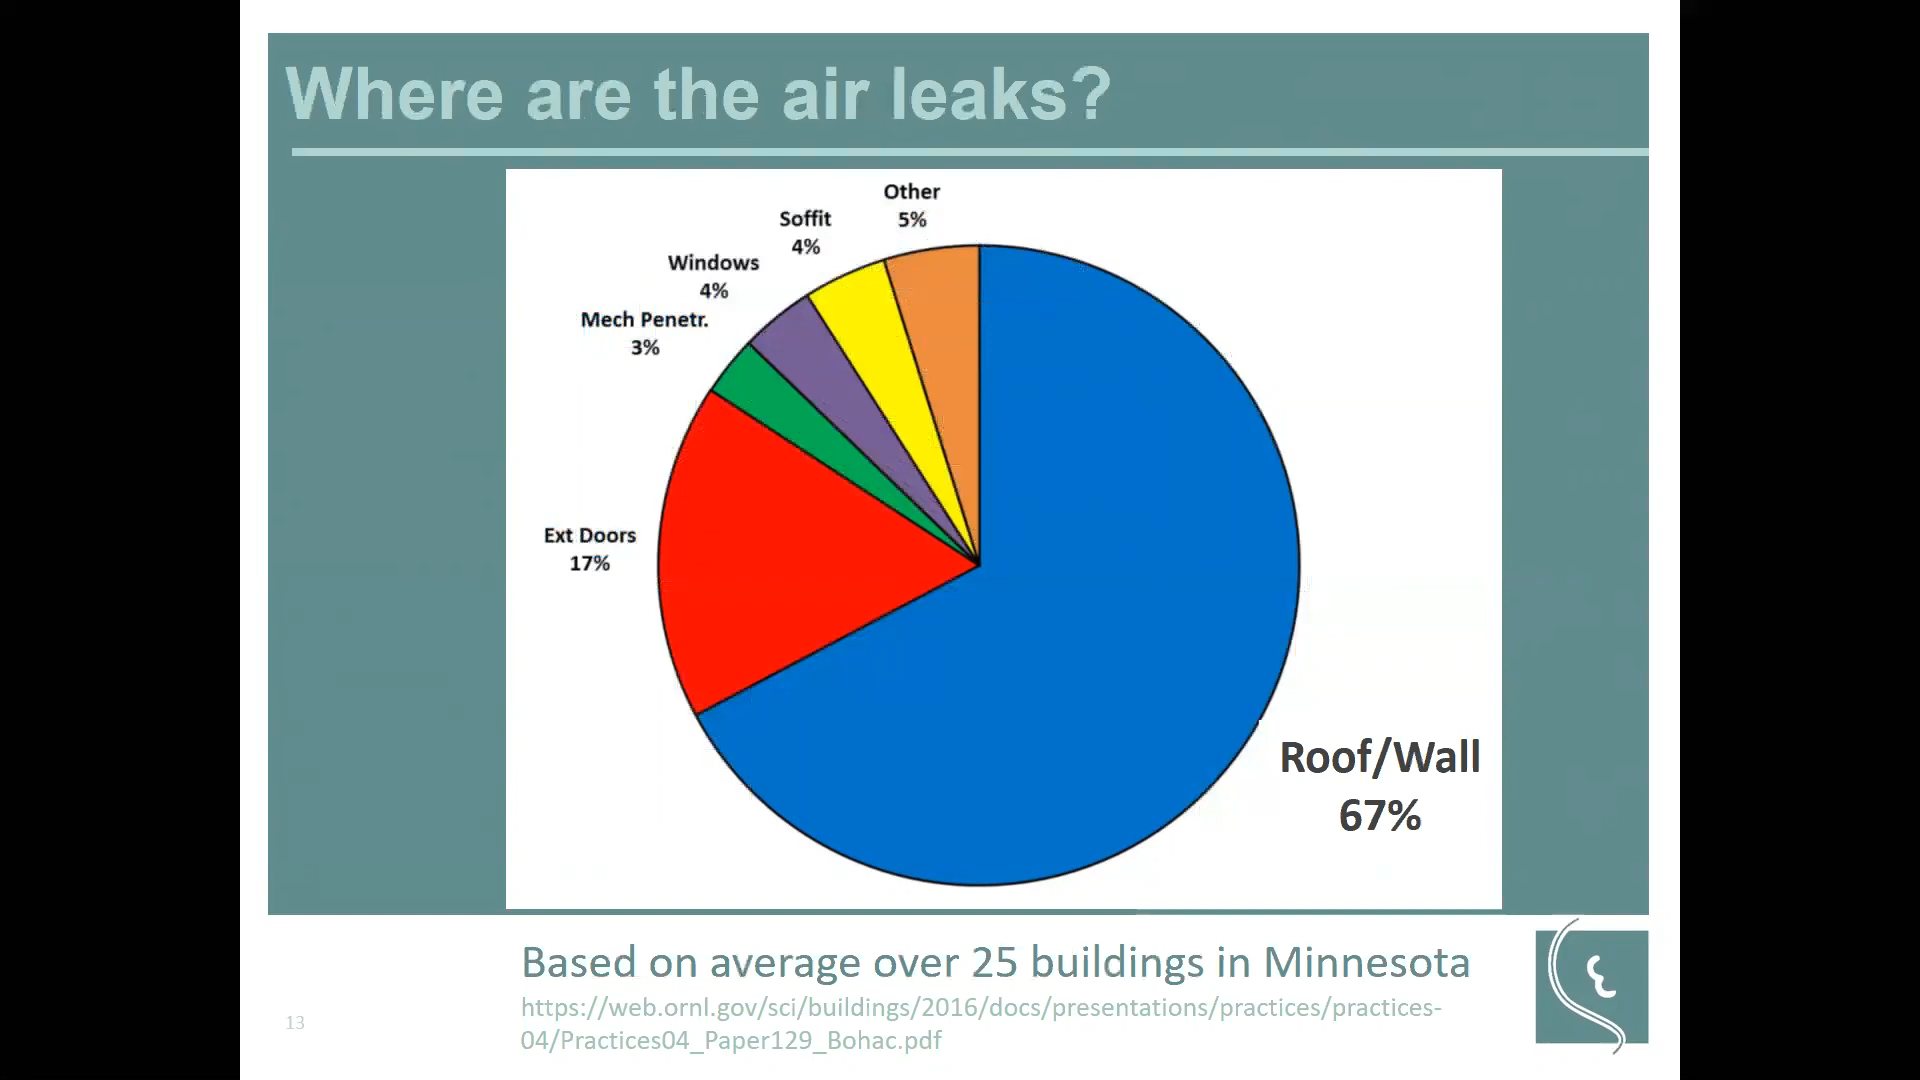 Where are the air leaks?
Other
5%
Soffit
4%
Windows
4%
Mech Penetr.
3%
Ext Doors
17%
Roof/Wall
67%
Based on average over 25 buildings in Minnesota
https://web.ornl.gov/sci/buildings/2016/docs/presentations/practices/practices-
04/Practices04_Paper129_Bohac.pdf
13